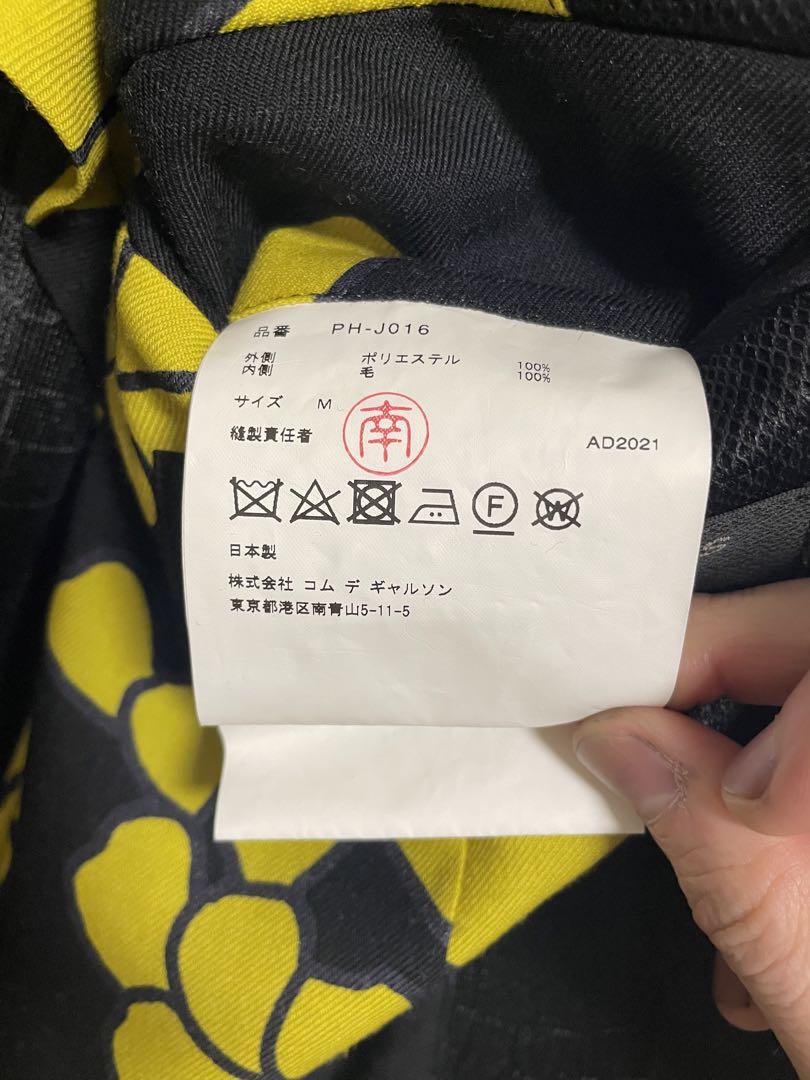 品番 PH-J016
外側 ポリエステル 100%
内側 毛 100%
サイズ M
縫製責任者 南 AD2021
F W
日本製
株式会社 コム デ ギャルソン
東京都港区南青山5-11-5